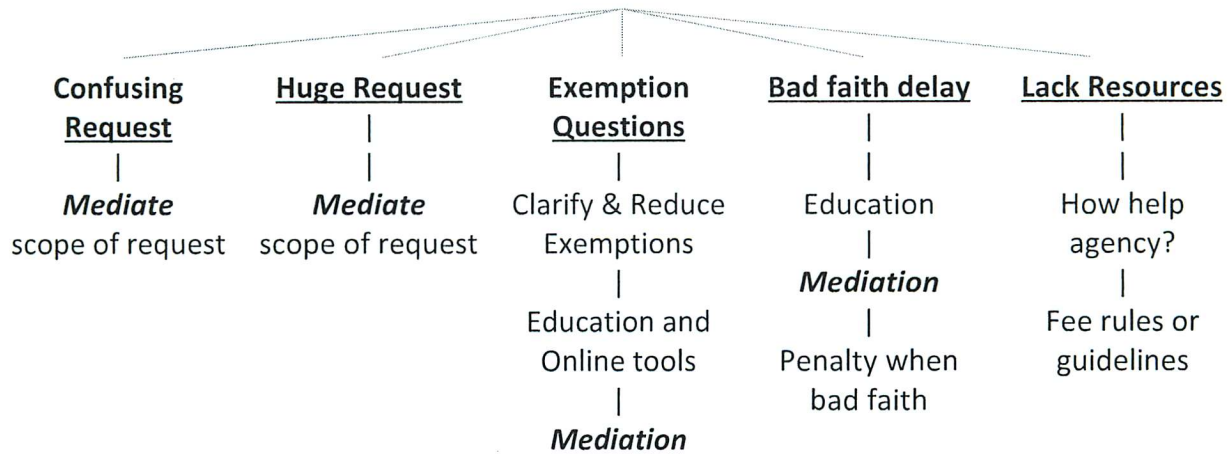 Confusing
Request
Mediate
scope of request
Huge Request
Mediate
scope of request
Exemption
Questions
Clarify & Reduce
Exemptions
Education and
Online tools
Mediation
Bad faith delay
Education
Mediation
Penalty when
bad faith
Lack Resources
How help
agency?
Fee rules or
guidelines